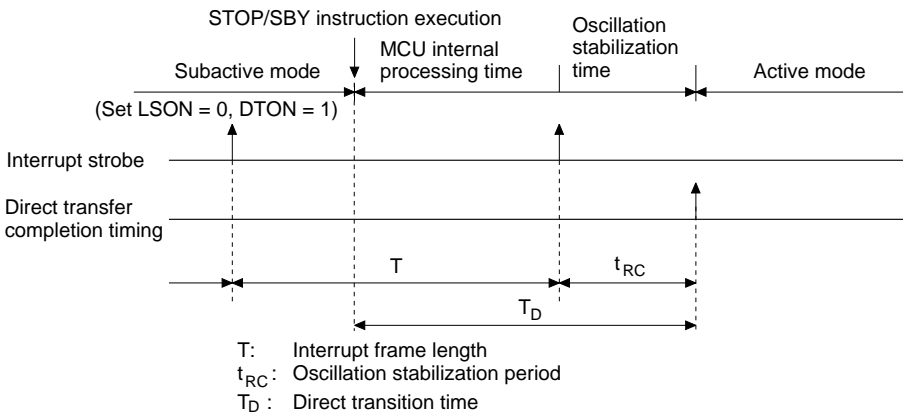 STOP/SBY instruction execution
Subactive mode
MCU internal
processing time
Oscillation
stabilization
time
Active mode
(Set LSON = 0, DTON = 1)
Interrupt strobe
Direct transfer
completion timing
T
tRC
TD
T: Interrupt frame length
tRC : Oscillation stabilization period
TD : Direct transition time